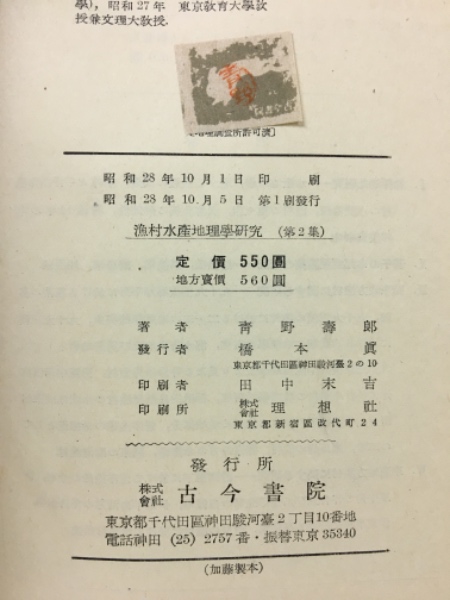 學), 昭和27年 東京教育大學教
授兼文理大教授.
昭和28年10月1日 印 刷
昭和28年10月5日 第1刷發行
漁村水產地理學研究 (第2集)
定 價 550圓
地方賣價 560圓
著 者 靑 野 壽 郎
發行者 橋 本 眞
東京都千代田區神田駿河臺2の10
印刷者 田 中 末 吉
印刷所 株式會社 理 想 社
東京都新宿區改代町24
發 行 所
株式會社 古 今 書 院
東京都千代田區神田駿河臺2丁目10番地
電話神田 (25) 2757番・振替東京 35340
(加藤製本)